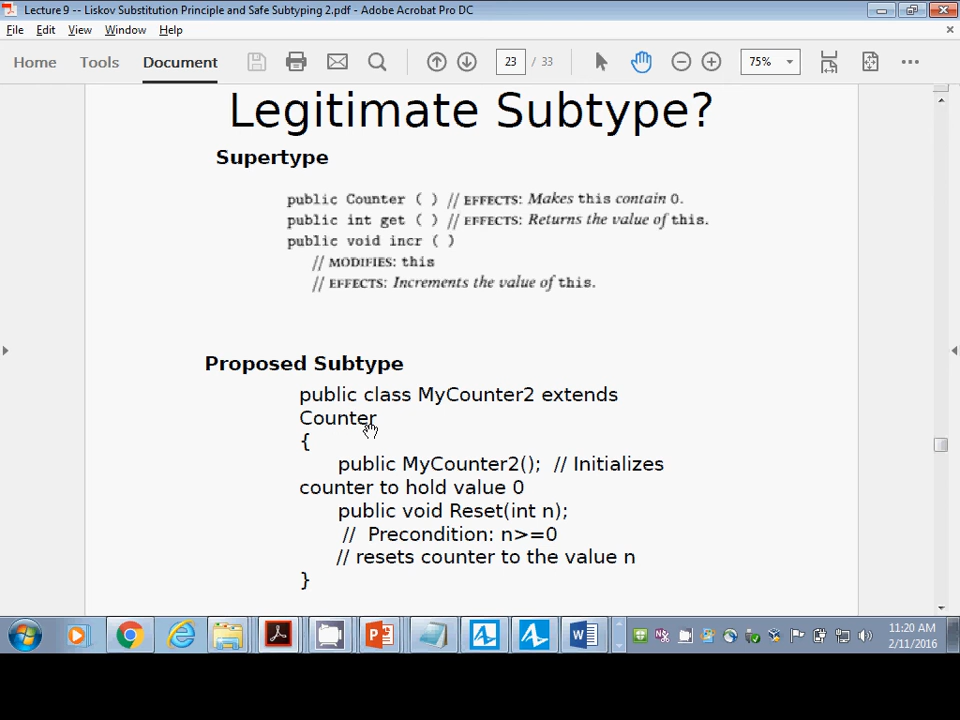 Lecture 9 -- Liskov Substitution Principle and Safe Subtyping 2.pdf - Adobe Acrobat Pro DC
File Edit View Window Help
Home Tools Document 23 / 33 75%
Legitimate Subtype?
Supertype
public Counter ( ) // EFFECTS: Makes this contain 0.
public int get ( ) // EFFECTS: Returns the value of this.
public void incr ( )
// MODIFIES: this
// EFFECTS: Increments the value of this.
Proposed Subtype
public class MyCounter2 extends
Counter
{
public MyCounter2(); // Initializes
counter to hold value 0
public void Reset(int n);
// Precondition: n>=0
// resets counter to the value n
}
11:20 AM
2/11/2016